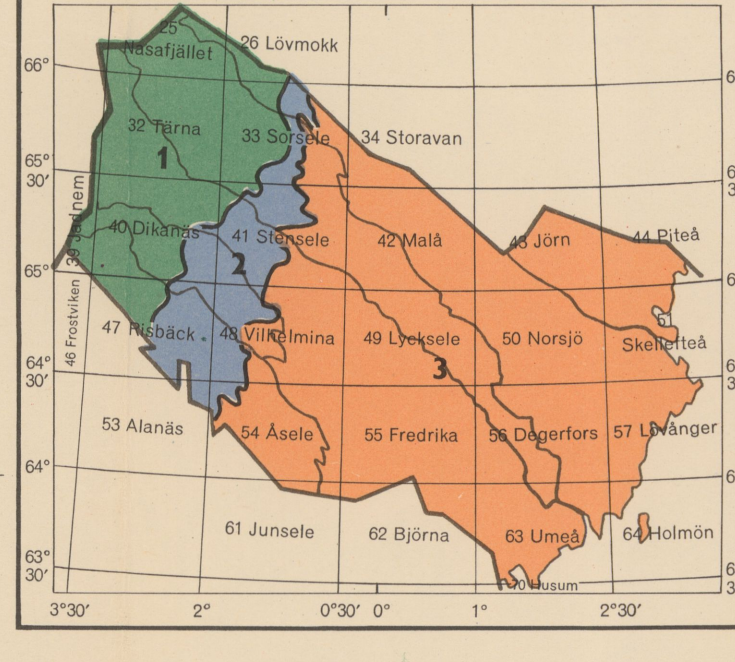 25
Nasafjället
26 Lövmokk
66°
32 Tärna
33 Sorsele
34 Storavan
1
65°
30′
39 Jadnem
40 Dikanäs
41 Stensele
42 Malå
43 Jörn
44 Piteå
2
65°
46 Frostviken
47 Risbäck
48 Vilhelmina
49 Lycksele
50 Norsjö
51
Skellefteå
64°
30′
3
53 Alanäs
54 Åsele
55 Fredrika
56 Degerfors
57 Lövånger
64°
61 Junsele
62 Björna
63 Umeå
64 Holmön
63°
30′
70 Husum
3°30′
2°
0°30′
0°
1°
2°30′